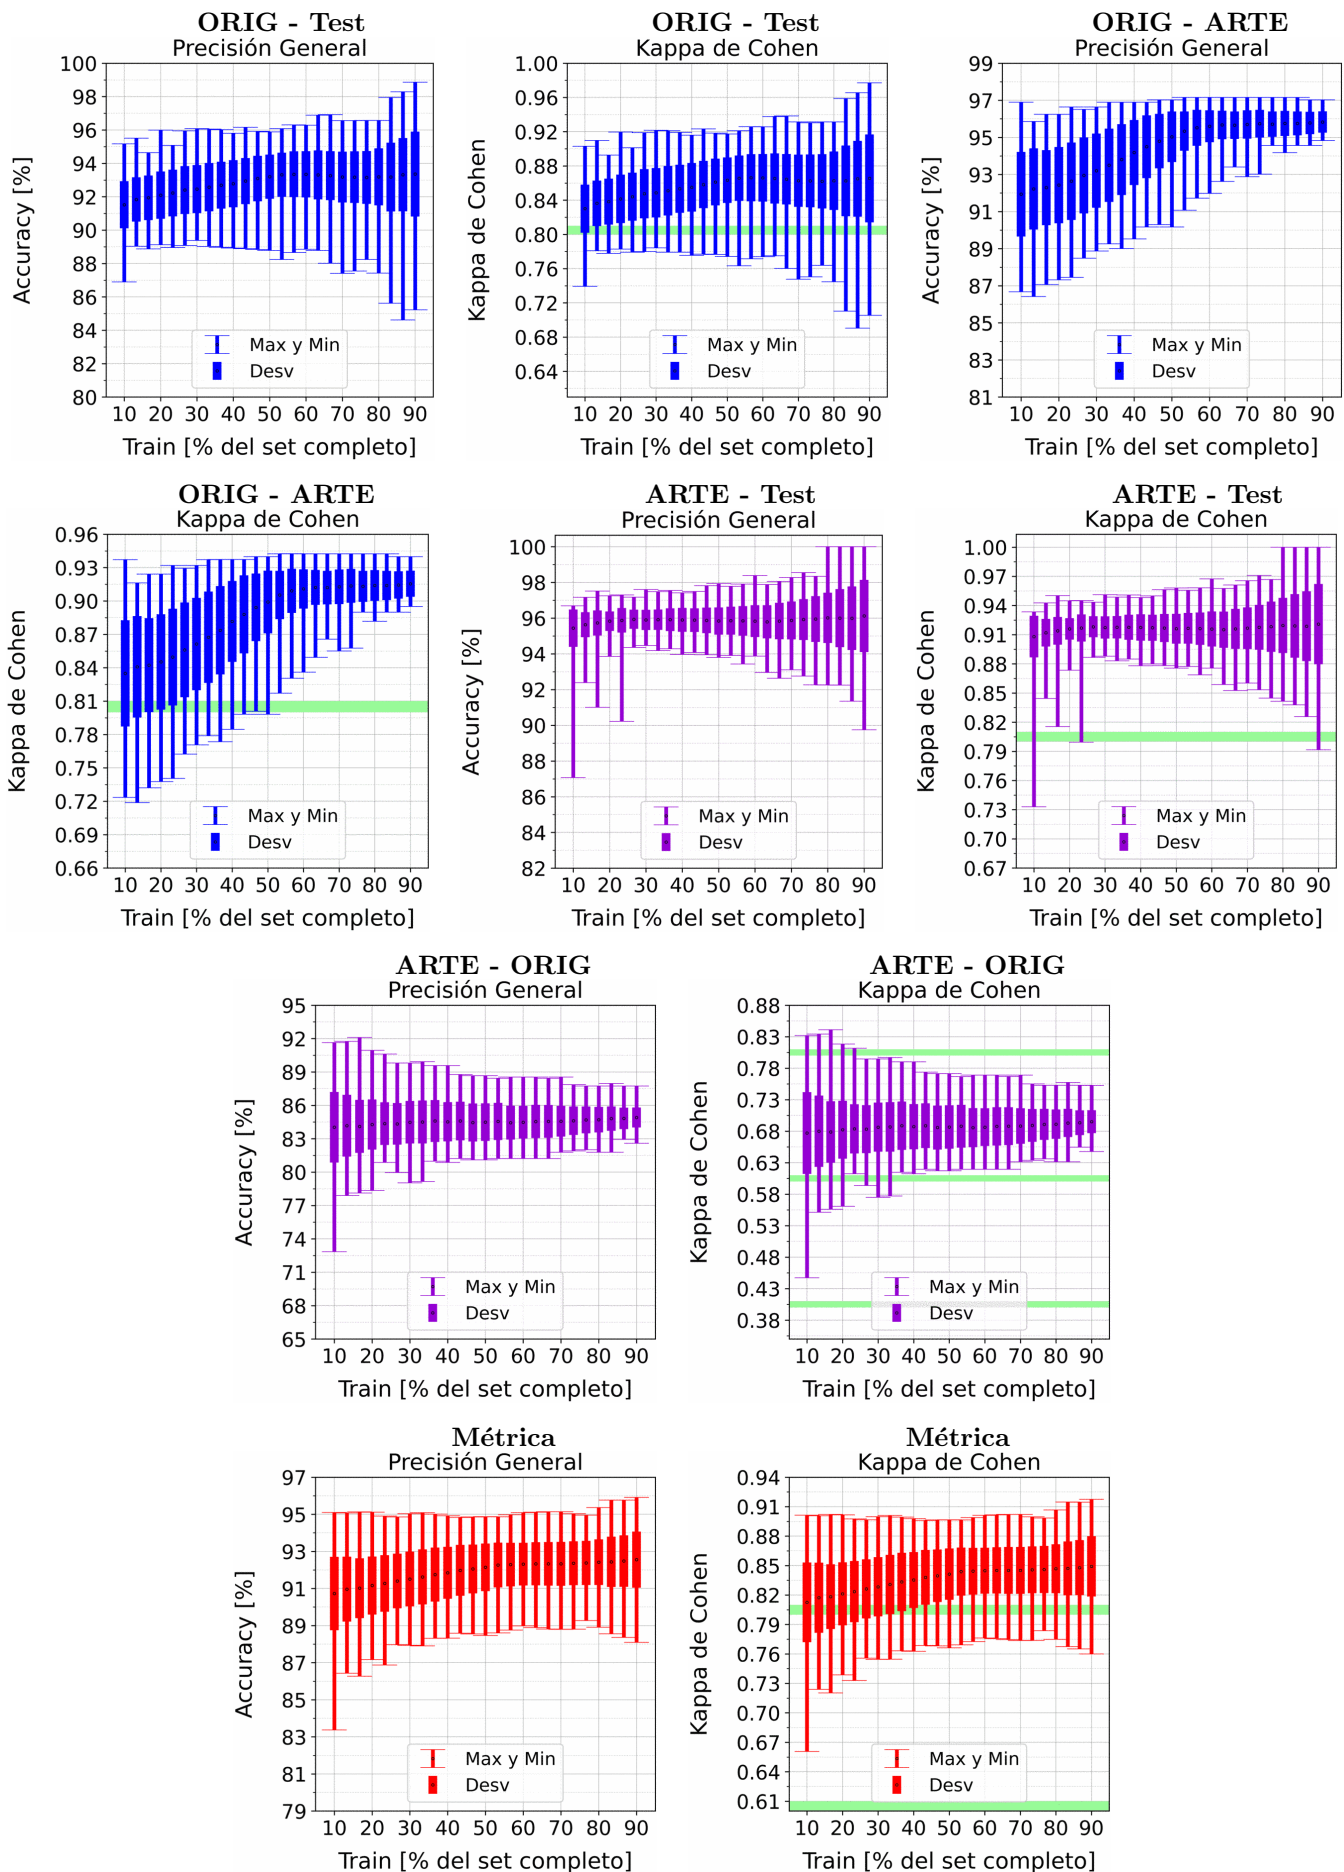 ORIG - Test
Precisión General
Accuracy [%]
100
98
96
94
92
90
88
86
84
82
80
Max y Min
Desv
10 20 30 40 50 60 70 80 90
Train [% del set completo]
ORIG - Test
Kappa de Cohen
Kappa de Cohen
1.00
0.96
0.92
0.88
0.84
0.80
0.76
0.72
0.68
0.64
Max y Min
Desv
10 20 30 40 50 60 70 80 90
Train [% del set completo]
ORIG - ARTE
Precisión General
Accuracy [%]
99
97
95
93
91
89
87
85
83
81
Max y Min
Desv
10 20 30 40 50 60 70 80 90
Train [% del set completo]
ORIG - ARTE
Kappa de Cohen
Kappa de Cohen
0.96
0.93
0.90
0.87
0.84
0.81
0.78
0.75
0.72
0.69
0.66
Max y Min
Desv
10 20 30 40 50 60 70 80 90
Train [% del set completo]
ARTE - Test
Precisión General
Accuracy [%]
100
98
96
94
92
90
88
86
84
82
Max y Min
Desv
10 20 30 40 50 60 70 80 90
Train [% del set completo]
ARTE - Test
Kappa de Cohen
Kappa de Cohen
1.00
0.97
0.94
0.91
0.88
0.85
0.82
0.79
0.76
0.73
0.70
0.67
Max y Min
Desv
10 20 30 40 50 60 70 80 90
Train [% del set completo]
ARTE - ORIG
Precisión General
Accuracy [%]
95
92
89
86
83
80
77
74
71
68
65
Max y Min
Desv
10 20 30 40 50 60 70 80 90
Train [% del set completo]
ARTE - ORIG
Kappa de Cohen
Kappa de Cohen
0.88
0.83
0.78
0.73
0.68
0.63
0.58
0.53
0.48
0.43
0.38
Max y Min
Desv
10 20 30 40 50 60 70 80 90
Train [% del set completo]
Métrica
Precisión General
Accuracy [%]
97
95
93
91
89
87
85
83
81
79
Max y Min
Desv
10 20 30 40 50 60 70 80 90
Train [% del set completo]
Métrica
Kappa de Cohen
Kappa de Cohen
0.94
0.91
0.88
0.85
0.82
0.79
0.76
0.73
0.70
0.67
0.64
0.61
Max y Min
Desv
10 20 30 40 50 60 70 80 90
Train [% del set completo]